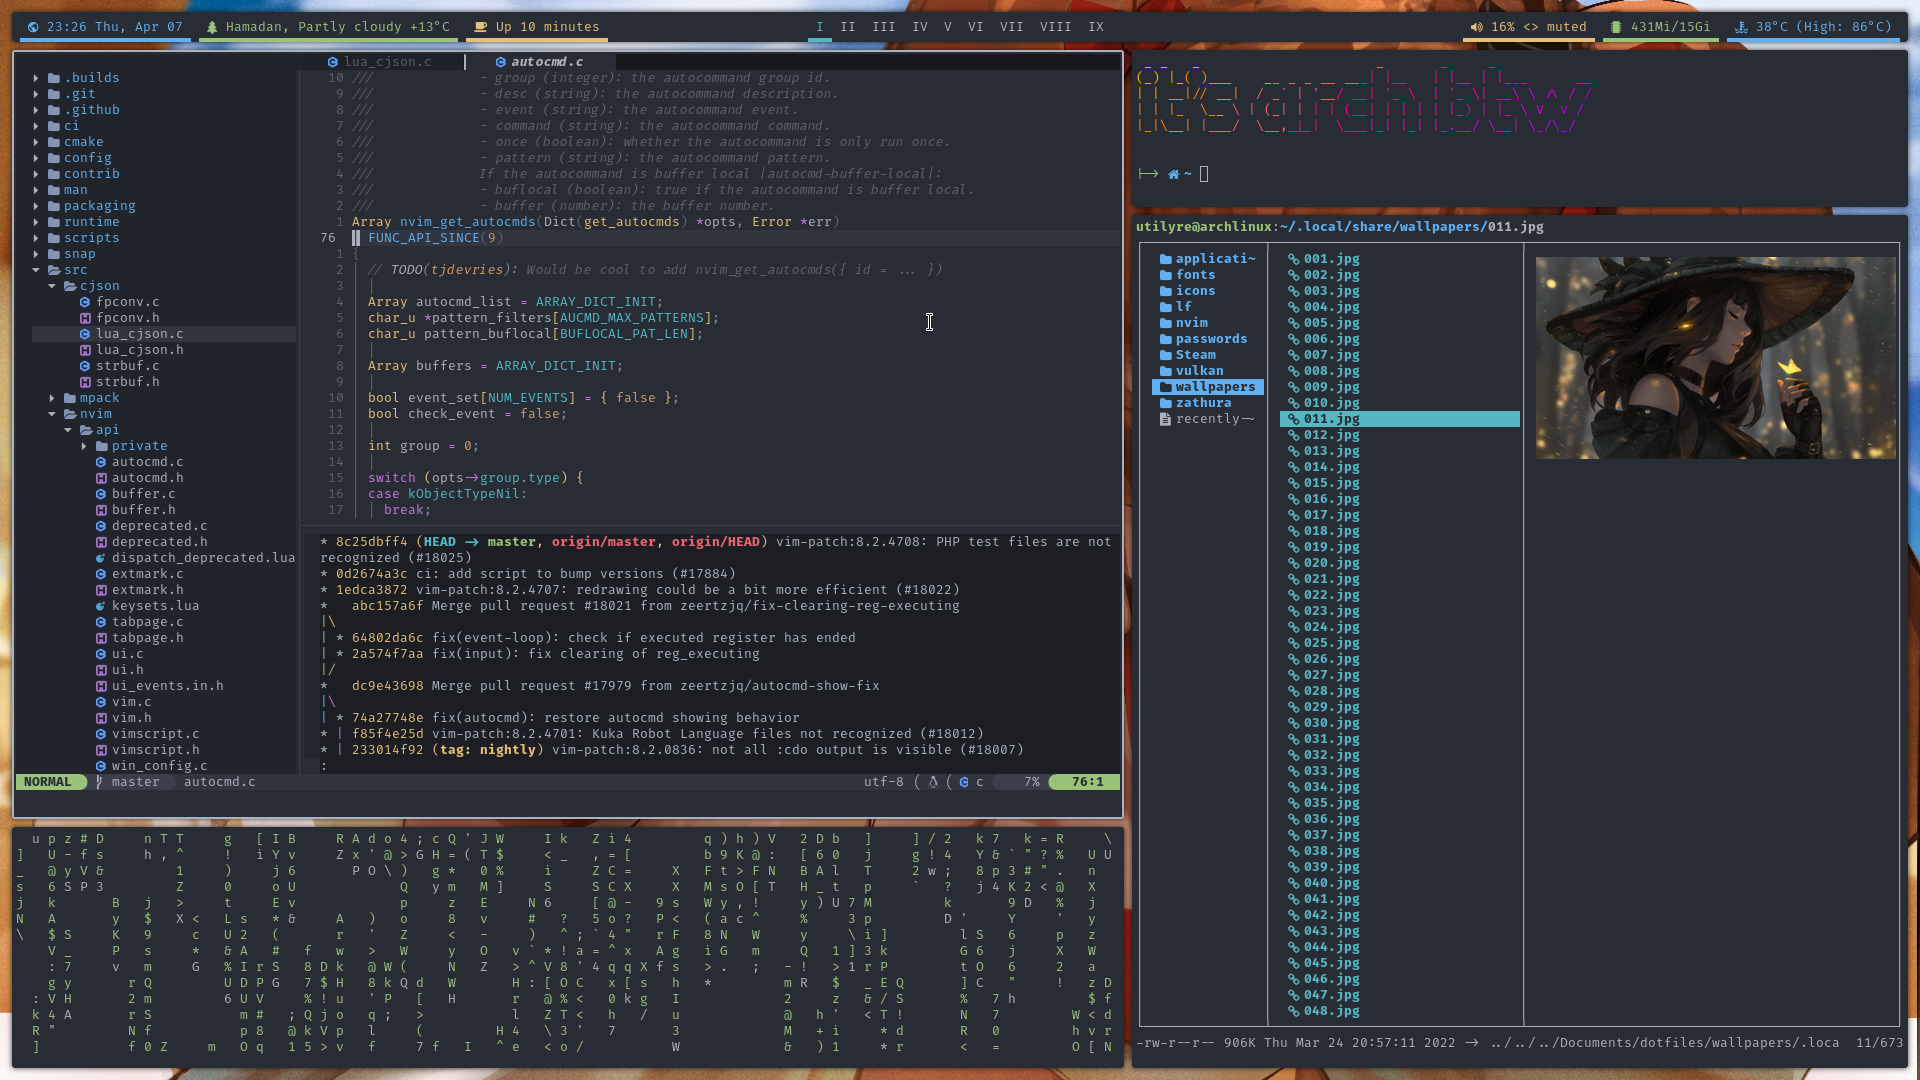 23:26 Thu, Apr 07
Hamadan, Partly cloudy +13°C
Up 10 minutes
I II III IV V VI VII VIII IX
16% <> muted
431Mi/15Gi
38°C (High: 86°C)
.builds
.git
.github
ci
cmake
config
contrib
man
packaging
runtime
scripts
snap
src
cjson
fpconv.c
fpconv.h
lua_cjson.c
lua_cjson.h
strbuf.c
strbuf.h
mpack
nvim
api
private
autocmd.c
autocmd.h
buffer.c
buffer.h
deprecated.c
deprecated.h
dispatch_deprecated.lua
extmark.c
extmark.h
keysets.lua
tabpage.c
tabpage.h
ui.c
ui.h
ui_events.in.h
vim.c
vim.h
vimscript.c
vimscript.h
win_config.c
lua_cjson.c
autocmd.c
10 /// - group (integer): the autocommand group id.
9 /// - desc (string): the autocommand description.
8 /// - event (string): the autocommand event.
7 /// - command (string): the autocommand command.
6 /// - once (boolean): whether the autocommand is only run once.
5 /// - pattern (string): the autocommand pattern.
4 /// If the autocommand is buffer local |autocmd-buffer-local|:
3 /// - buflocal (boolean): true if the autocommand is buffer local.
2 /// - buffer (number): the buffer number.
1 Array nvim_get_autocmds(Dict(get_autocmds) *opts, Error *err)
76 FUNC_API_SINCE(9)
1 {
2 // TODO(tjdevries): Would be cool to add nvim_get_autocmds({ id = ... })
3
4 Array autocmd_list = ARRAY_DICT_INIT;
5 char_u *pattern_filters[AUCMD_MAX_PATTERNS];
6 char_u pattern_buflocal[BUFLOCAL_PAT_LEN];
7
8 Array buffers = ARRAY_DICT_INIT;
9
10 bool event_set[NUM_EVENTS] = { false };
11 bool check_event = false;
12
13 int group = 0;
14
15 switch (opts->group.type) {
16 case kObjectTypeNil:
17 break;
* 8c25dbff4 (HEAD -> master, origin/master, origin/HEAD) vim-patch:8.2.4708: PHP test files are not
recognized (#18025)
* 0d2674a3c ci: add script to bump versions (#17884)
* 1edca3872 vim-patch:8.2.4707: redrawing could be a bit more efficient (#18022)
* abc157a6f Merge pull request #18021 from zeertzjq/fix-clearing-reg-executing
|\
| * 64802da6c fix(event-loop): check if executed register has ended
| * 2a574f7aa fix(input): fix clearing of reg_executing
|/
* dc9e43698 Merge pull request #17979 from zeertzjq/autocmd-show-fix
|\
| * 74a27748e fix(autocmd): restore autocmd showing behavior
* | f85f4e25d vim-patch:8.2.4701: Kuka Robot Language files not recognized (#18012)
* | 233014f92 (tag: nightly) vim-patch:8.2.0836: not all :cdo output is visible (#18007)
:
NORMAL master autocmd.c
utf-8 c 7% 76:1
its arch btw
~
utilyre@archlinux:~/.local/share/wallpapers/011.jpg
applicati~
fonts
icons
lf
nvim
passwords
Steam
vulkan
wallpapers
zathura
recently-~
001.jpg
002.jpg
003.jpg
004.jpg
005.jpg
006.jpg
007.jpg
008.jpg
009.jpg
010.jpg
011.jpg
012.jpg
013.jpg
014.jpg
015.jpg
016.jpg
017.jpg
018.jpg
019.jpg
020.jpg
021.jpg
022.jpg
023.jpg
024.jpg
025.jpg
026.jpg
027.jpg
028.jpg
029.jpg
030.jpg
031.jpg
032.jpg
033.jpg
034.jpg
035.jpg
036.jpg
037.jpg
038.jpg
039.jpg
040.jpg
041.jpg
042.jpg
043.jpg
044.jpg
045.jpg
046.jpg
047.jpg
048.jpg
-rw-r--r-- 906K Thu Mar 24 20:57:11 2022 -> ../../../Documents/dotfiles/wallpapers/.loca 11/673